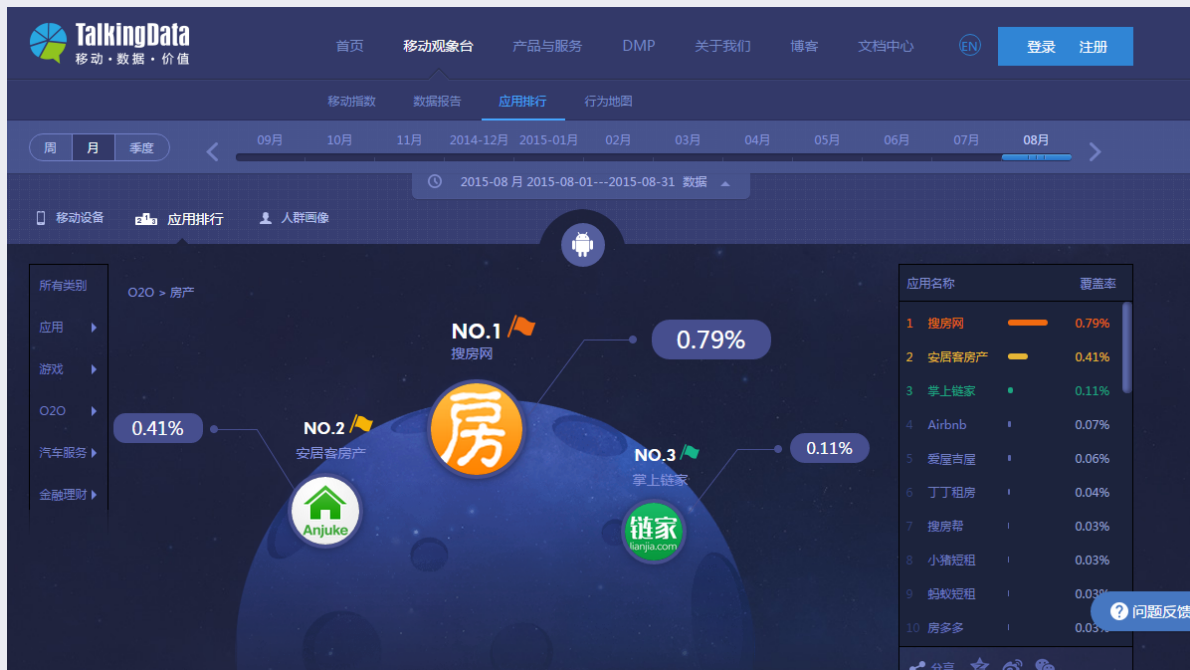 TalkingData
移动·数据·价值
首页 移动观象台 产品与服务 DMP 关于我们 博客 文档中心 EN 登录 注册
移动指数 数据报告 应用排行 行为地图
周 月 季度 09月 10月 11月 2014-12月 2015-01月 02月 03月 04月 05月 06月 07月 08月
2015-08 月 2015-08-01---2015-08-31 数据
移动设备 应用排行 人群画像
所有类别
应用
游戏
O2O
汽车服务
金融理财
O2O > 房产
NO.1
搜房网
0.79%
房
NO.2
安居客房产
0.41%
Anjuke
NO.3
掌上链家
0.11%
链家
lianjia.com
应用名称 覆盖率
1 搜房网 0.79%
2 安居客房产 0.41%
3 掌上链家 0.11%
4 Airbnb 0.07%
5 爱屋吉屋 0.06%
6 丁丁租房 0.04%
7 搜房帮 0.03%
8 小猪短租 0.03%
9 蚂蚁短租 0.03%
10 房多多 0.03%
问题反馈
分享